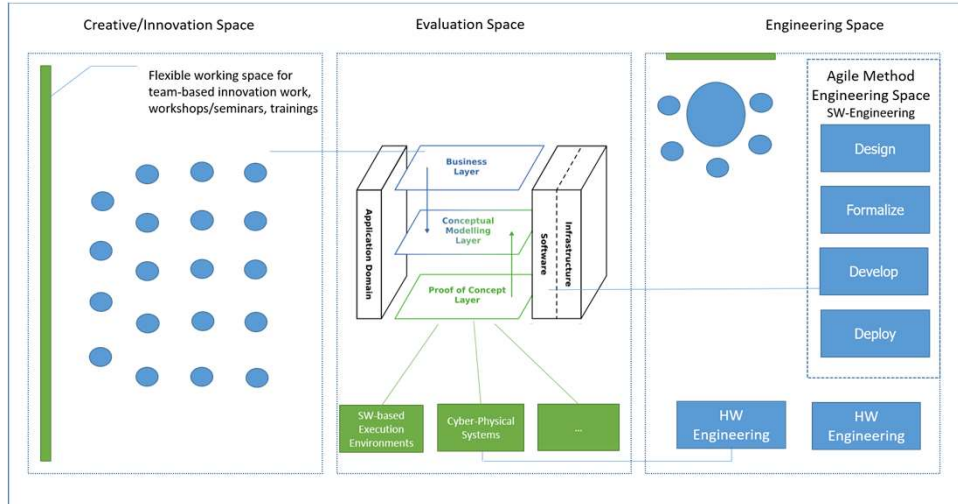 Creative/Innovation Space
Evaluation Space
Engineering Space
Flexible working space for
team-based innovation work,
workshops/seminars, trainings
Application Domain
Business
Layer
Conceptual
Modelling
Layer
Proof of Concept
Layer
Software
Infrastructure
SW-based
Execution
Environments
Cyber-Physical
Systems
...
Agile Method
Engineering Space
SW-Engineering
Design
Formalize
Develop
Deploy
HW
Engineering
HW
Engineering